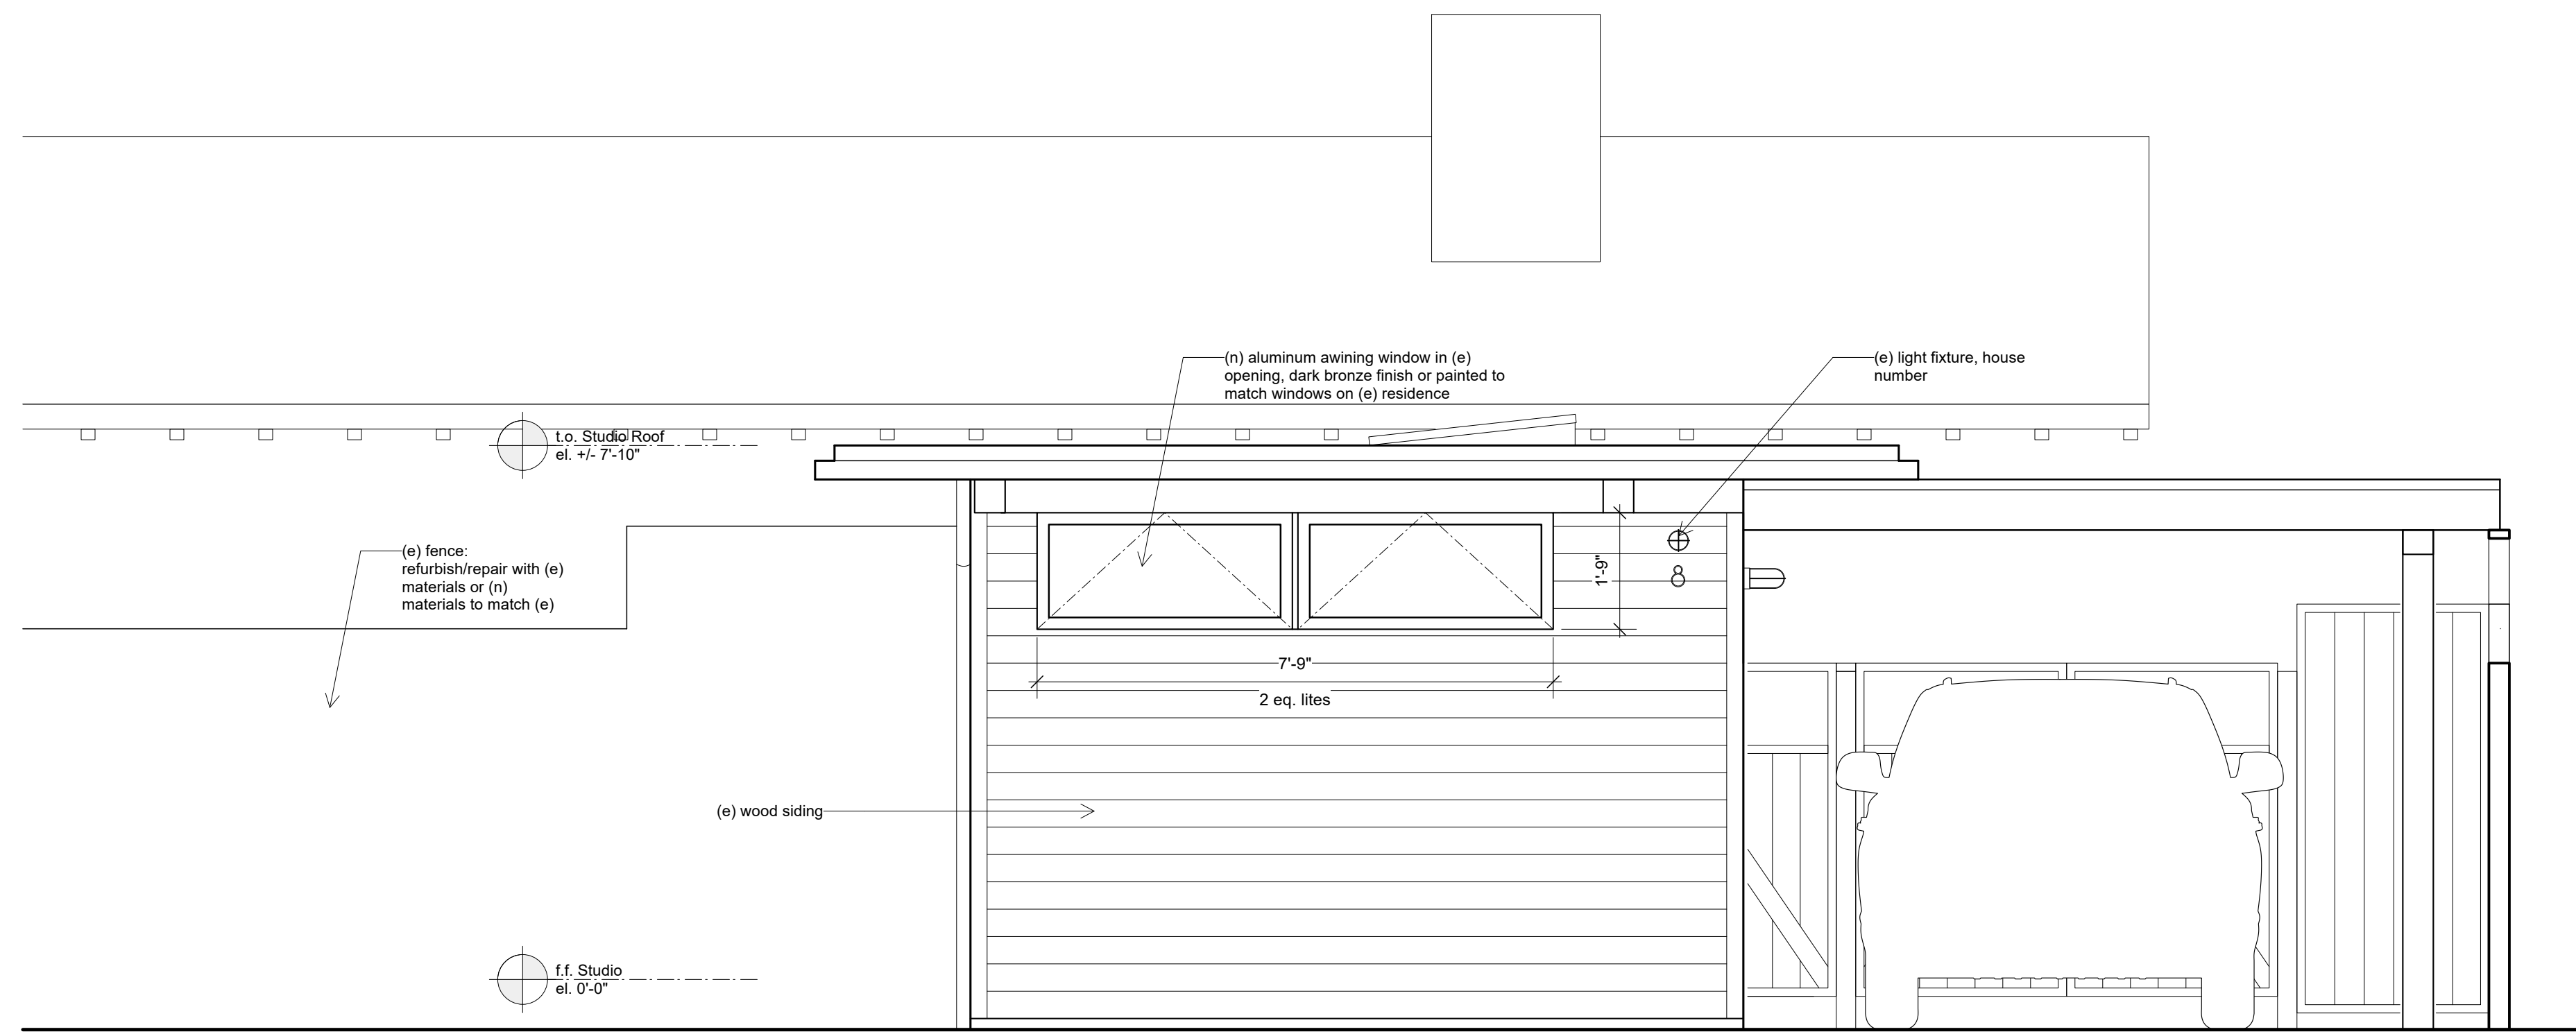 (n) aluminum awining window in (e)
opening, dark bronze finish or painted to
match windows on (e) residence
(e) light fixture, house
number
t.o. Studio Roof
el. +/- 7'-10"
(e) fence:
refurbish/repair with (e)
materials or (n)
materials to match (e)
1'-9"
8
7'-9"
2 eq. lites
(e) wood siding
f.f. Studio
el. 0'-0"